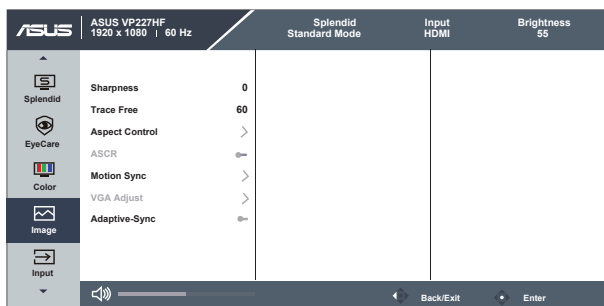 ASUS
ASUS VP227HF
1920 x 1080 | 60 Hz
Splendid
Standard Mode
Input
HDMI
Brightness
55
Splendid
EyeCare
Color
Image
Input
Sharpness 0
Trace Free 60
Aspect Control
ASCR
Motion Sync
VGA Adjust
Adaptive-Sync
Back/Exit
Enter